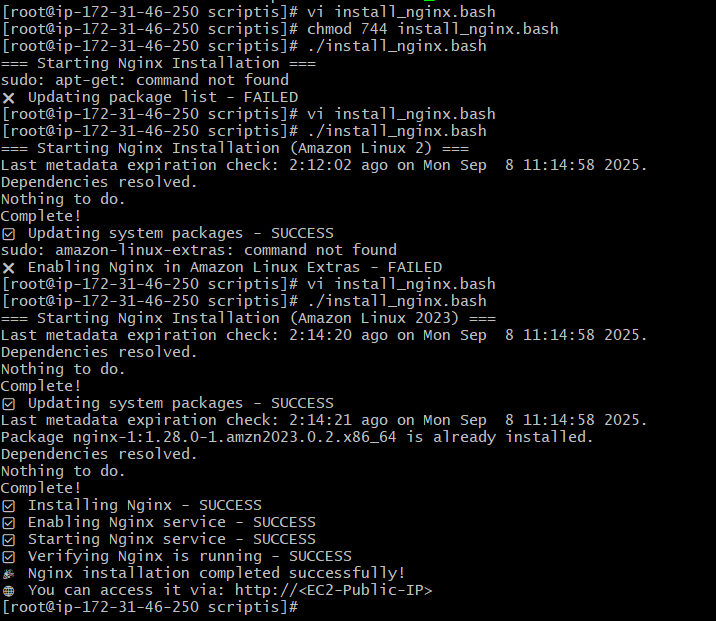 [root@ip-172-31-46-250 scriptis]# vi install_nginx.bash
[root@ip-172-31-46-250 scriptis]# chmod 744 install_nginx.bash
[root@ip-172-31-46-250 scriptis]# ./install_nginx.bash
=== Starting Nginx Installation ===
sudo: apt-get: command not found
❌ Updating package list - FAILED
[root@ip-172-31-46-250 scriptis]# vi install_nginx.bash
[root@ip-172-31-46-250 scriptis]# ./install_nginx.bash
=== Starting Nginx Installation (Amazon Linux 2) ===
Last metadata expiration check: 2:12:02 ago on Mon Sep  8 11:14:58 2025.
Dependencies resolved.
Nothing to do.
Complete!
☑ Updating system packages - SUCCESS
sudo: amazon-linux-extras: command not found
❌ Enabling Nginx in Amazon Linux Extras - FAILED
[root@ip-172-31-46-250 scriptis]# vi install_nginx.bash
[root@ip-172-31-46-250 scriptis]# ./install_nginx.bash
=== Starting Nginx Installation (Amazon Linux 2023) ===
Last metadata expiration check: 2:14:20 ago on Mon Sep  8 11:14:58 2025.
Dependencies resolved.
Nothing to do.
Complete!
☑ Updating system packages - SUCCESS
Last metadata expiration check: 2:14:21 ago on Mon Sep  8 11:14:58 2025.
Package nginx-1:1.28.0-1.amzn2023.0.2.x86_64 is already installed.
Dependencies resolved.
Nothing to do.
Complete!
☑ Installing Nginx - SUCCESS
☑ Enabling Nginx service - SUCCESS
☑ Starting Nginx service - SUCCESS
☑ Verifying Nginx is running - SUCCESS
🎉 Nginx installation completed successfully!
🌐 You can access it via: http://<EC2-Public-IP>
[root@ip-172-31-46-250 scriptis]#